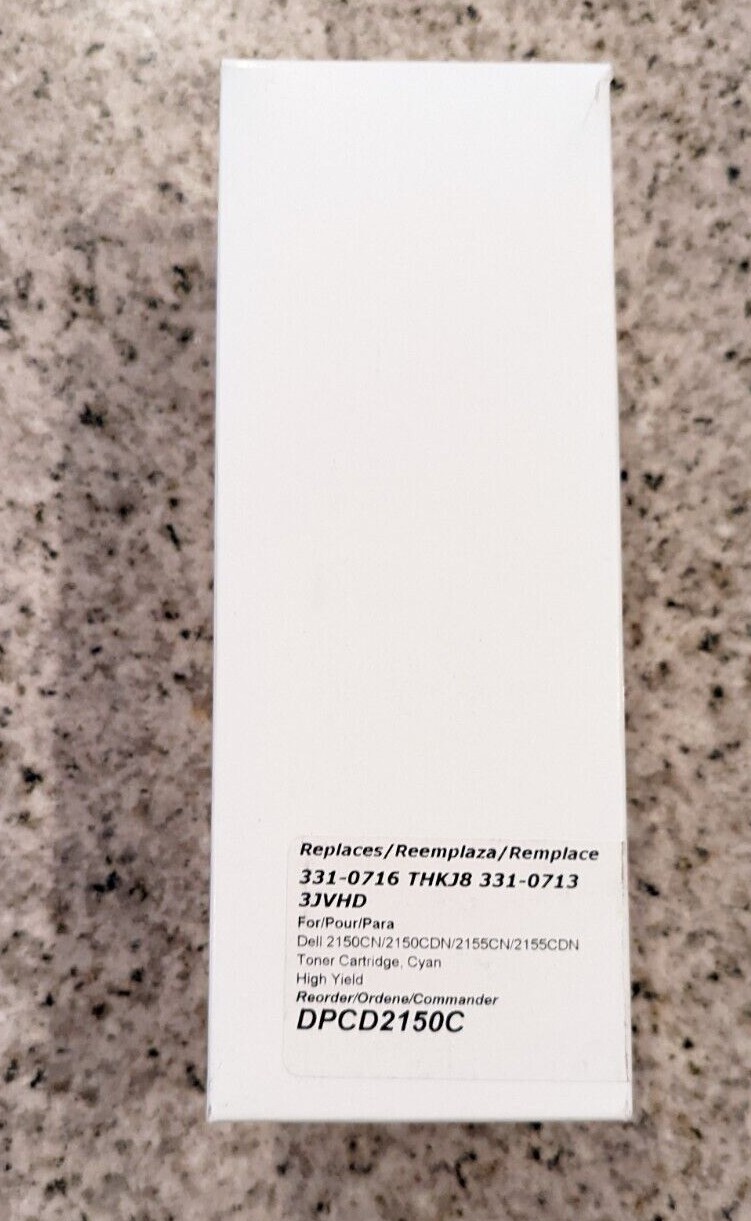 Replaces/Reemplaza/Remplace
331-0716 THKJ8 331-0713
3JVHD
For/Pour/Para
Dell 2150CN/2150CDN/2155CN/2155CDN
Toner Cartridge, Cyan
High Yield
Reorder/Ordene/Commander
DPCD2150C